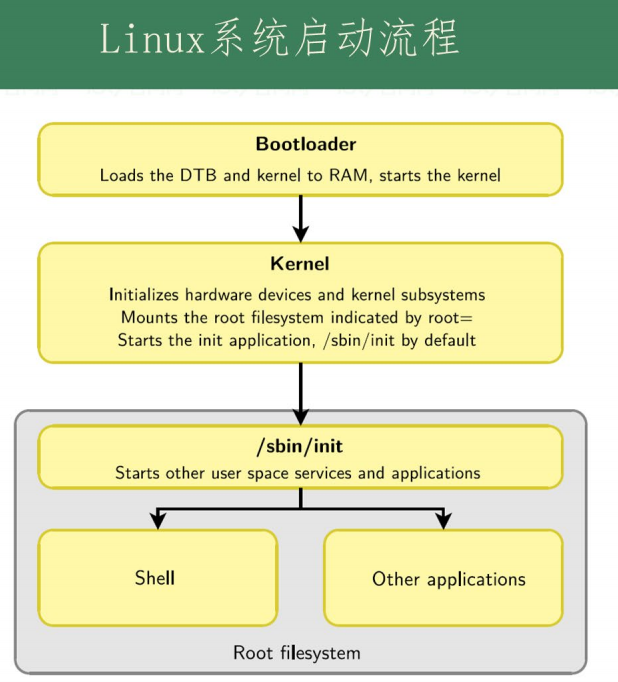 Linux系统启动流程
Bootloader
Loads the DTB and kernel to RAM, starts the kernel
Kernel
Initializes hardware devices and kernel subsystems
Mounts the root filesystem indicated by root=
Starts the init application, /sbin/init by default
/sbin/init
Starts other user space services and applications
Shell
Other applications
Root filesystem